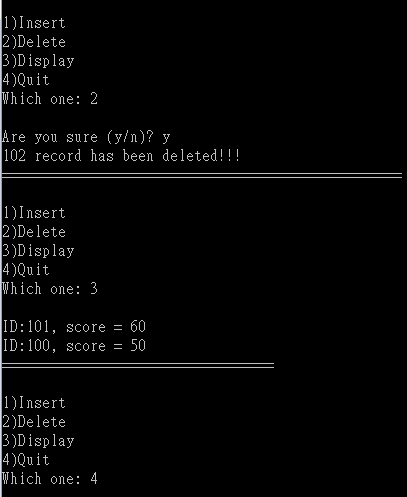 1)Insert
2)Delete
3)Display
4)Quit
Which one: 2
Are you sure (y/n)? y
102 record has been deleted!!!
==================================================
1)Insert
2)Delete
3)Display
4)Quit
Which one: 3
ID:101, score = 60
ID:100, score = 50
==================================
1)Insert
2)Delete
3)Display
4)Quit
Which one: 4